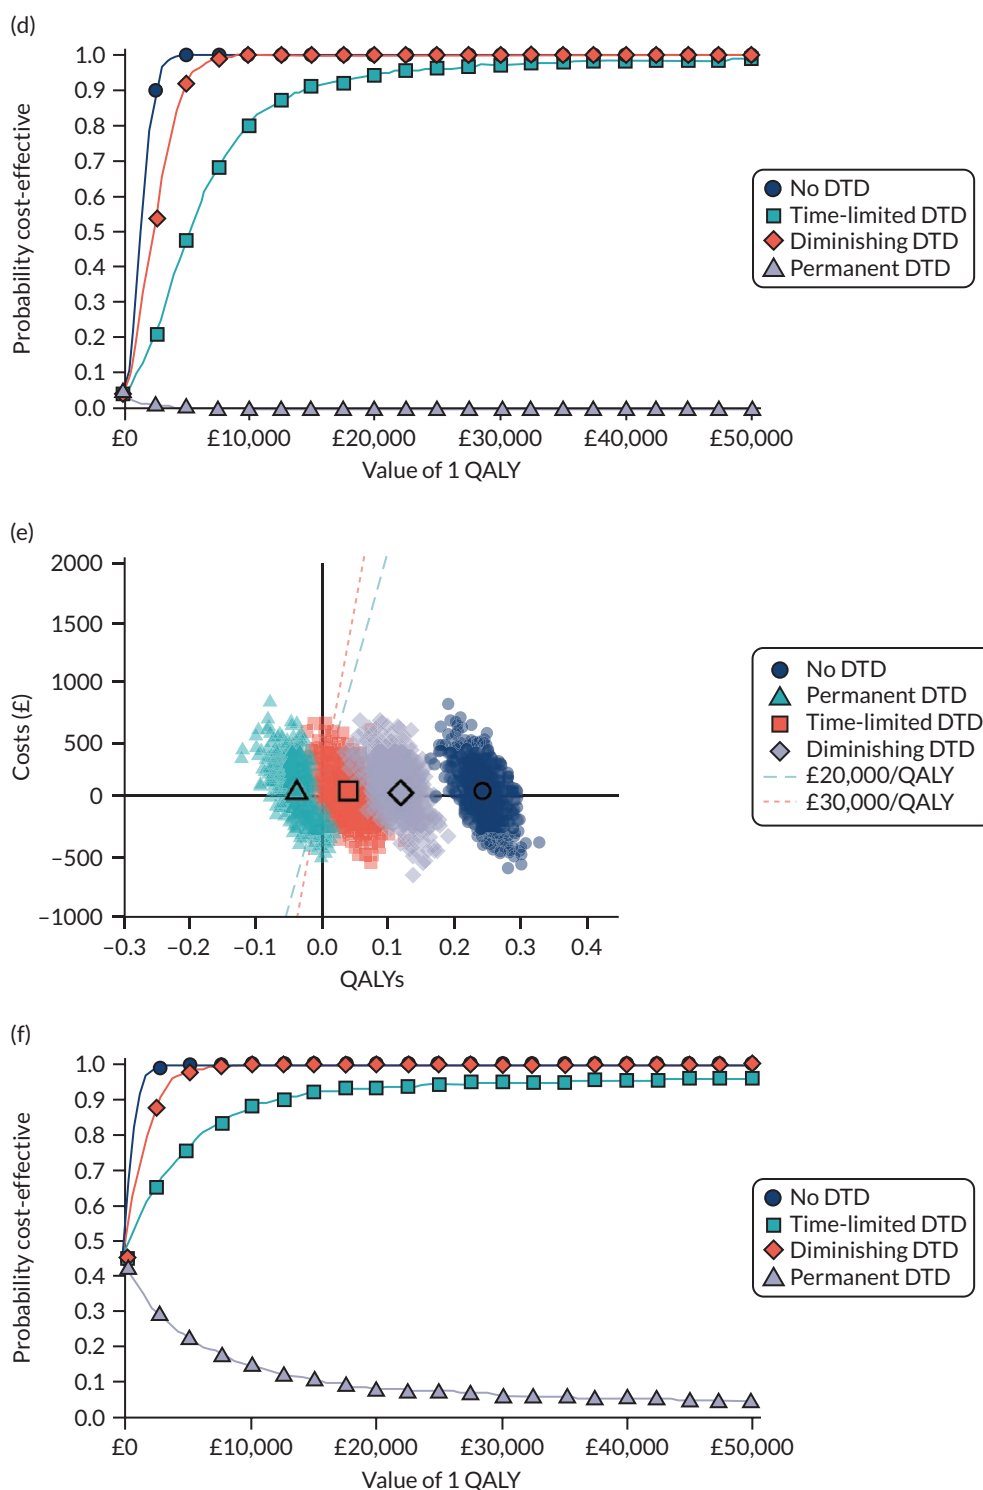 (d)
1.0
0.9
0.8
0.7
0.6
0.5
0.4
0.3
0.2
0.1
0.0
Probability cost-effective
£0
£10,000
£20,000
£30,000
£40,000
£50,000
Value of 1 QALY
No DTD
Time-limited DTD
Diminishing DTD
Permanent DTD
(e)
2000
1500
1000
500
0
−500
−1000
Costs (£)
−0.3
−0.2
−0.1
0.0
0.1
0.2
0.3
0.4
QALYs
No DTD
Permanent DTD
Time-limited DTD
Diminishing DTD
£20,000/QALY
£30,000/QALY
(f)
1.0
0.9
0.8
0.7
0.6
0.5
0.4
0.3
0.2
0.1
0.0
Probability cost-effective
£0
£10,000
£20,000
£30,000
£40,000
£50,000
Value of 1 QALY
No DTD
Time-limited DTD
Diminishing DTD
Permanent DTD